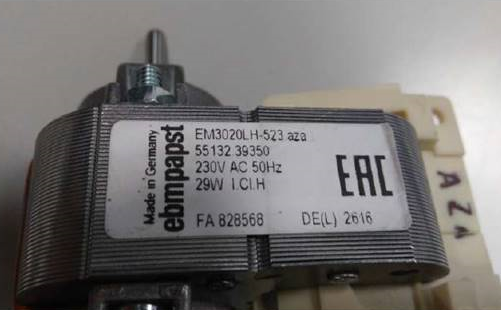 Made in Germany
ebmpapst
EM3020LH-523 aza
55132.39350
230V AC 50Hz
29W I.Cl.H
EAC
FA 828568 DE(L) 2616
AZA